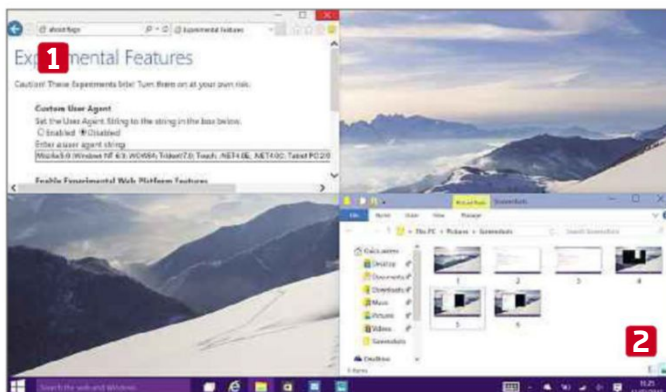 about:flags
Experimental Features
1
Experimental Features
Caution! These Experiments bite! Turn them on at your own risk.
Custom User Agent
Set the User Agent String to the string in the box below.
Enabled Disabled
Enter a user agent string
Enable Experimental Web Platform Features
Screenshots
File Home Share View Manage
This PC Pictures Screenshots
Search Screenshots
Desktop
Documents
Downloads
Music
Pictures
Videos
Screenshots
OneDrive
1 2 3 4
5 6
2
Search the web and Windows